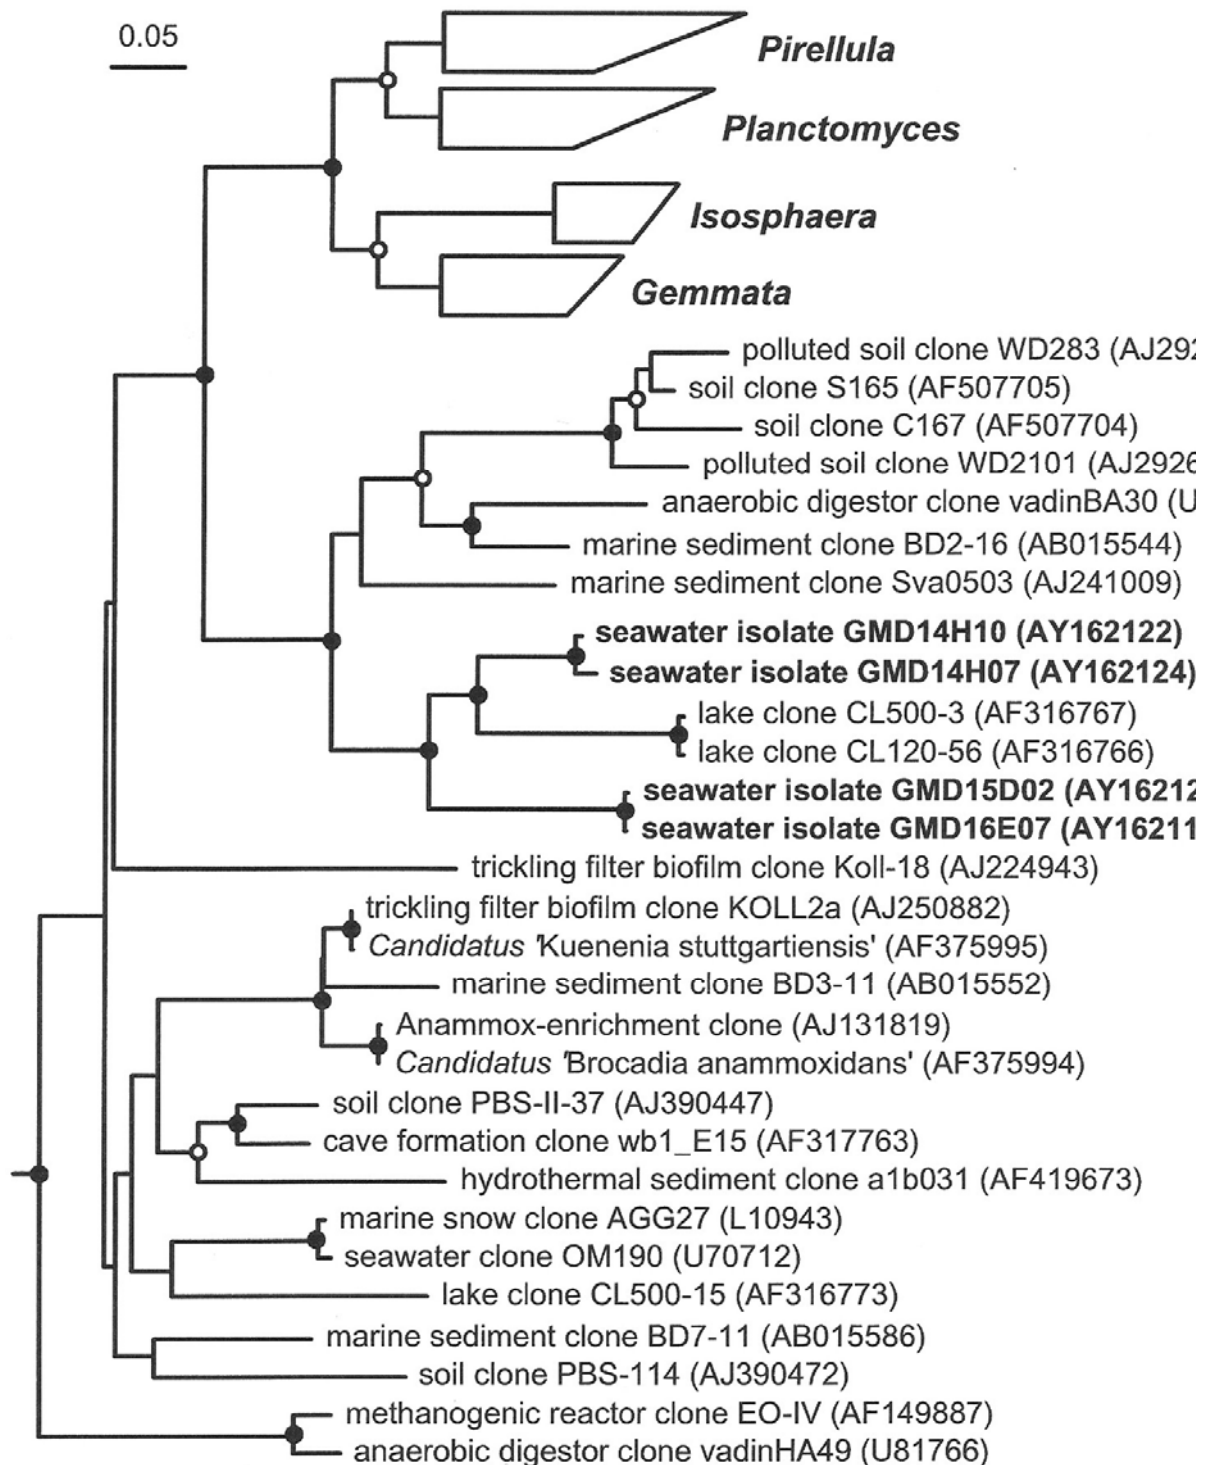 0.05
Pirellula
Planctomyces
Isosphaera
Gemmata
polluted soil clone WD283 (AJ292
soil clone S165 (AF507705)
soil clone C167 (AF507704)
polluted soil clone WD2101 (AJ2926
anaerobic digestor clone vadinBA30 (U
marine sediment clone BD2-16 (AB015544)
marine sediment clone Sva0503 (AJ241009)
seawater isolate GMD14H10 (AY162122)
seawater isolate GMD14H07 (AY162124)
lake clone CL500-3 (AF316767)
lake clone CL120-56 (AF316766)
seawater isolate GMD15D02 (AY16212
seawater isolate GMD16E07 (AY16211
trickling filter biofilm clone Koll-18 (AJ224943)
trickling filter biofilm clone KOLL2a (AJ250882)
Candidatus 'Kuenenia stuttgartiensis' (AF375995)
marine sediment clone BD3-11 (AB015552)
Anammox-enrichment clone (AJ131819)
Candidatus 'Brocadia anammoxidans' (AF375994)
soil clone PBS-II-37 (AJ390447)
cave formation clone wb1_E15 (AF317763)
hydrothermal sediment clone a1b031 (AF419673)
marine snow clone AGG27 (L10943)
seawater clone OM190 (U70712)
lake clone CL500-15 (AF316773)
marine sediment clone BD7-11 (AB015586)
soil clone PBS-114 (AJ390472)
methanogenic reactor clone EO-IV (AF149887)
anaerobic digestor clone vadinHA49 (U81766)